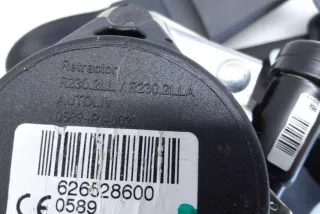 Retractor
R230.2LL / R230.2LLA
AUTOLIV
626528600
CE 0589